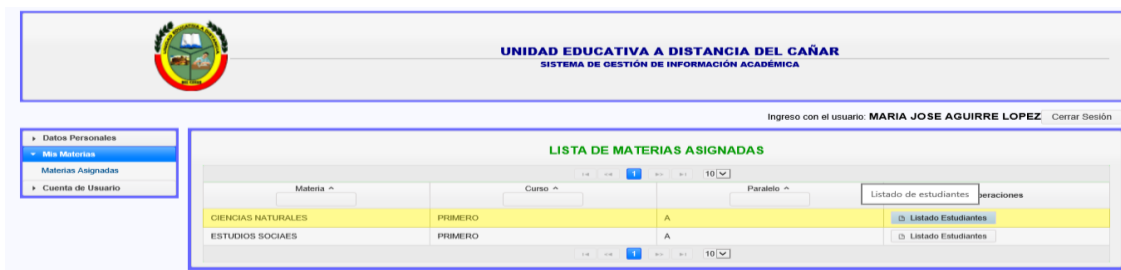 UNIDAD EDUCATIVA A DISTANCIA DEL CAÑAR
SISTEMA DE GESTIÓN DE INFORMACIÓN ACADÉMICA
Ingreso con el usuario: MARIA JOSE AGUIRRE LOPEZ Cerrar Sesión
Datos Personales
Mis Materias
Materias Asignadas
Cuenta de Usuario
LISTA DE MATERIAS ASIGNADAS
1 10
Materia Curso Paralelo peraciones
Listado de estudiantes
CIENCIAS NATURALES PRIMERO A Listado Estudiantes
ESTUDIOS SOCIAES PRIMERO A Listado Estudiantes
1 10